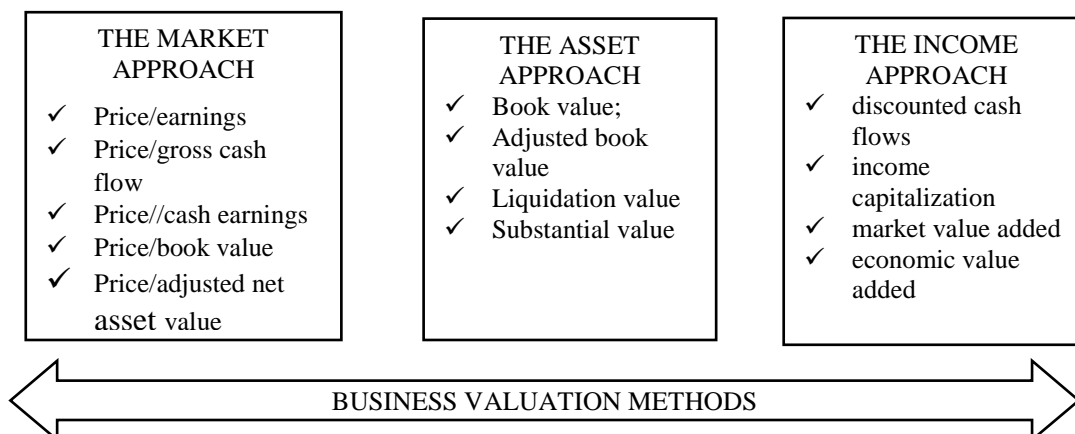 THE MARKET
APPROACH
✓ Price/earnings
✓ Price/gross cash
flow
✓ Price//cash earnings
✓ Price/book value
✓ Price/adjusted net
asset value
THE ASSET
APPROACH
✓ Book value;
✓ Adjusted book
value
✓ Liquidation value
✓ Substantial value
THE INCOME
APPROACH
✓ discounted cash
flows
✓ income
capitalization
✓ market value added
✓ economic value
added
BUSINESS VALUATION METHODS